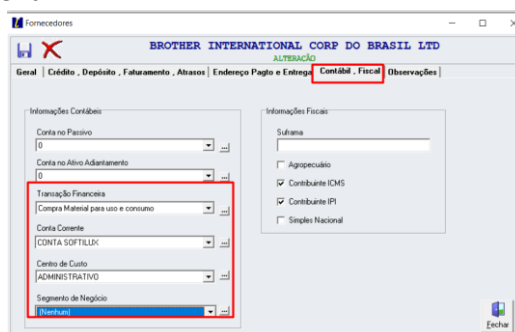 Fornecedores
BROTHER INTERNATIONAL CORP DO BRASIL LTD
ALTERAÇÃO
Geral | Crédito , Depósito , Faturamento , Abasos | Endereço Pagto e Entrega | Contábil , Fiscal | Observações
Informações Contábeis
Informações Fiscais
Conta no Passivo
0
Conta no Ativo Adiantamento
0
Transação Financeira
Compra Material para uso e consumo
Conta Corrente
CONTA SOFTILUX
Centro de Custo
ADMINISTRATIVO
Segmento de Negócio
(Nenhum)
Suframa
Agropecuário
Contribuinte ICMS
Contribuinte IPI
Simples Nacional
Fechar